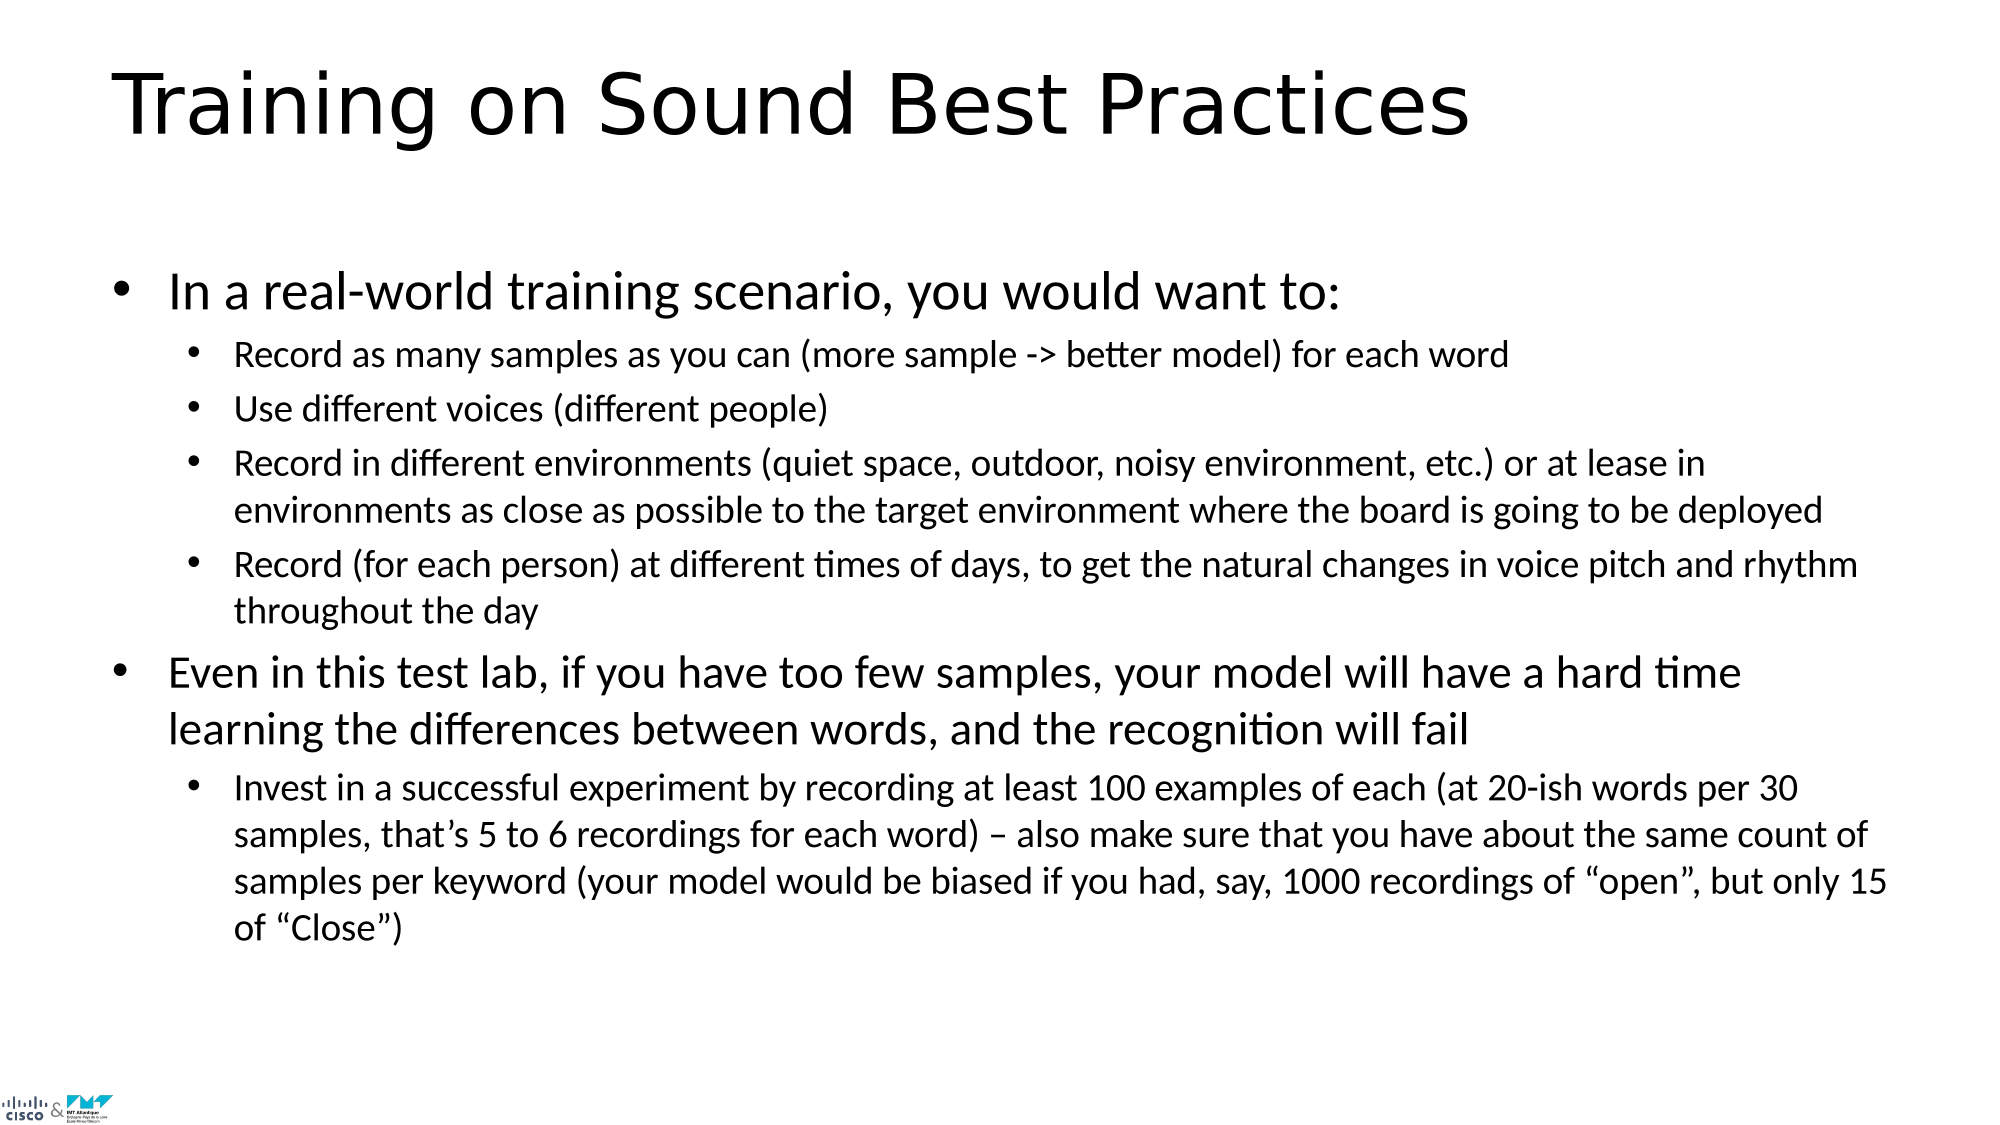 Training on Sound Best Practices
• In a real-world training scenario, you would want to:
• Record as many samples as you can (more sample -> better model) for each word
• Use different voices (different people)
• Record in different environments (quiet space, outdoor, noisy environment, etc.) or at lease in
environments as close as possible to the target environment where the board is going to be deployed
• Record (for each person) at different times of days, to get the natural changes in voice pitch and rhythm
throughout the day
• Even in this test lab, if you have too few samples, your model will have a hard time
learning the differences between words, and the recognition will fail
• Invest in a successful experiment by recording at least 100 examples of each (at 20-ish words per 30
samples, that’s 5 to 6 recordings for each word) – also make sure that you have about the same count of
samples per keyword (your model would be biased if you had, say, 1000 recordings of “open”, but only 15
of “Close”)
CISCO & IMT Atlantique